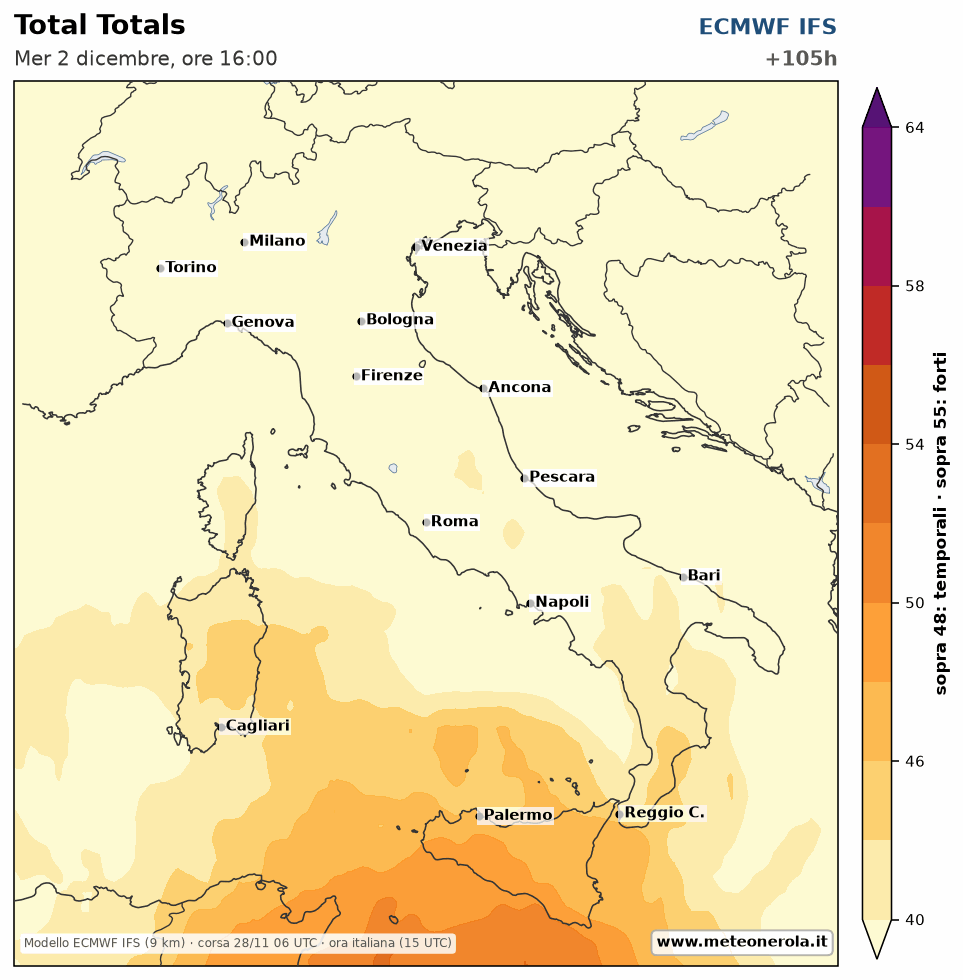 Total Totals
ECMWF IFS
Mer 2 dicembre, ore 16:00
+105h
Milano
Venezia
Torino
Genova
Bologna
Firenze
Ancona
Pescara
Roma
Bari
Napoli
Cagliari
Palermo
Reggio C.
64
58
54
50
46
40
sopra 48: temporali · sopra 55: forti
Modello ECMWF IFS (9 km) · corsa 28/11 06 UTC · ora italiana (15 UTC)
www.meteonerola.it